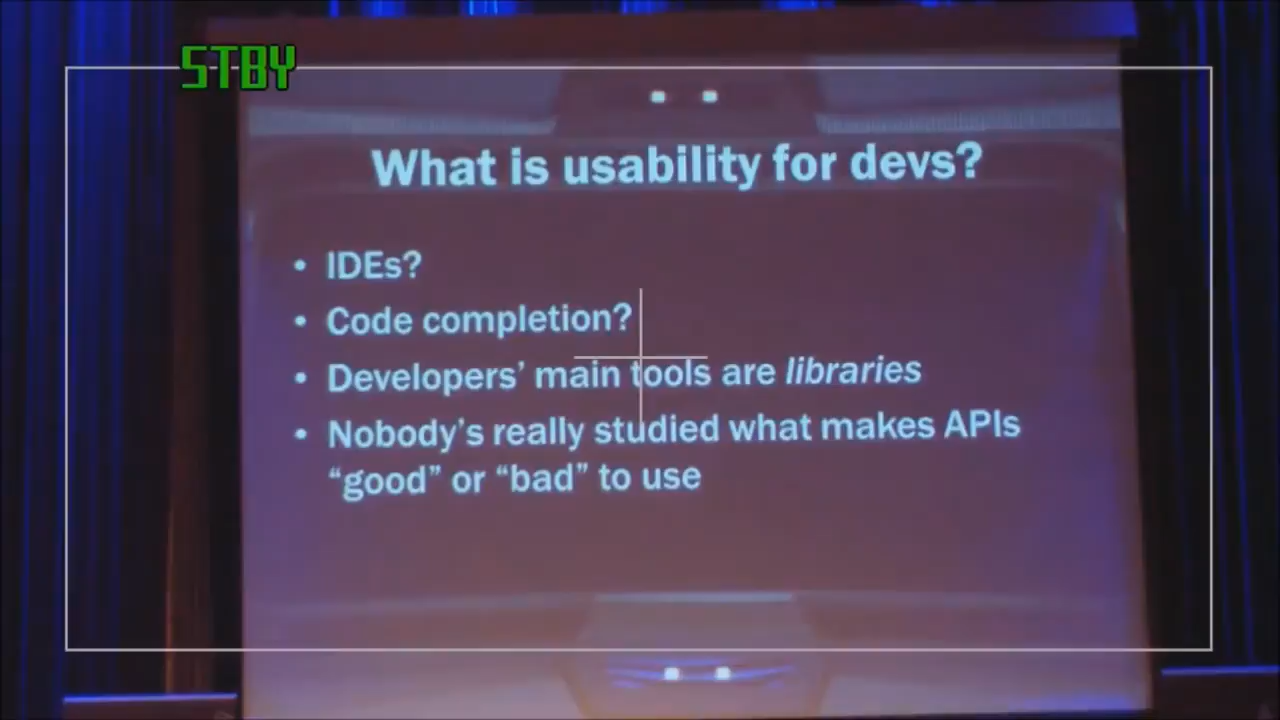 STBY
What is usability for devs?
• IDEs?
• Code completion?
• Developers’ main tools are libraries
• Nobody’s really studied what makes APIs
“good” or “bad” to use